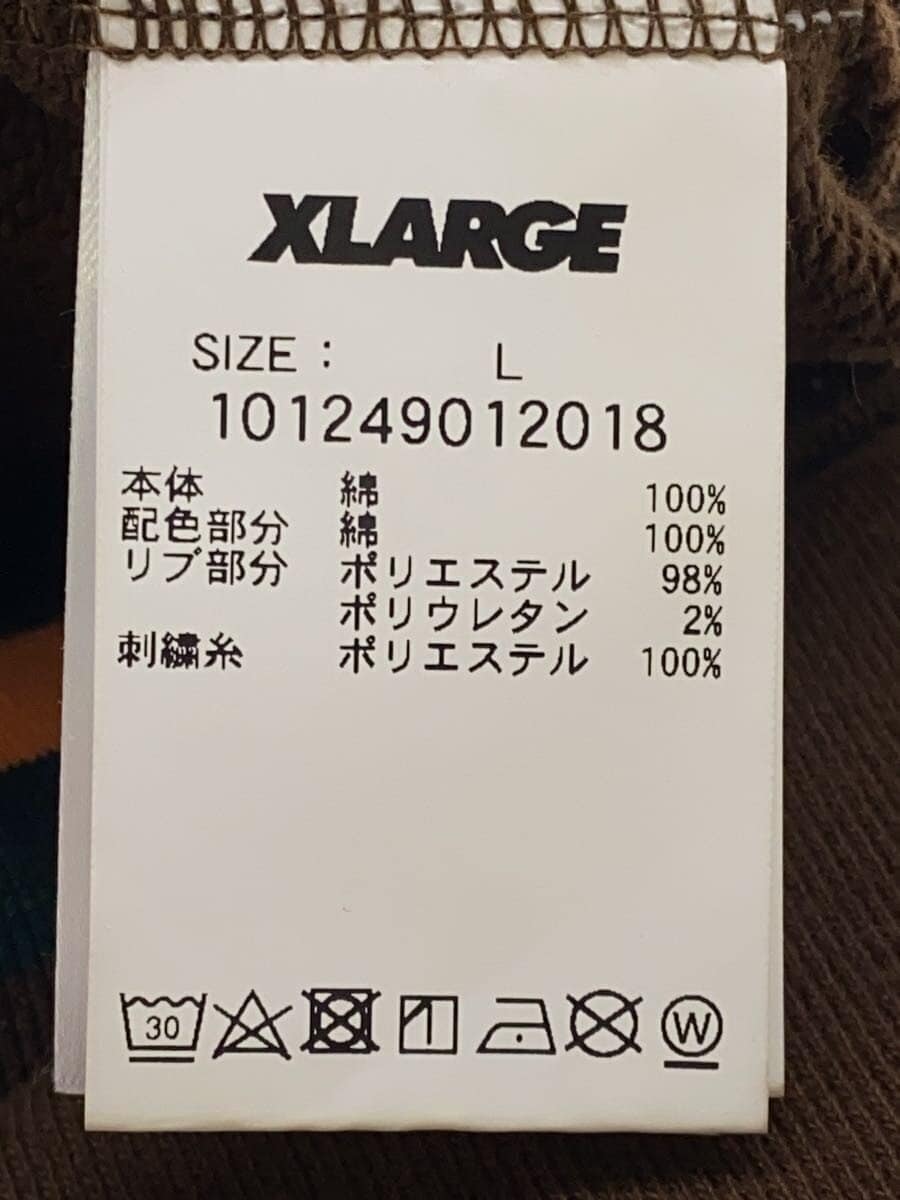 XLARGE
SIZE : L
101249012018
本体 綿 100%
配色部分 綿 100%
リブ部分 ポリエステル 98%
ポリウレタン 2%
刺繍糸 ポリエステル 100%
30 W